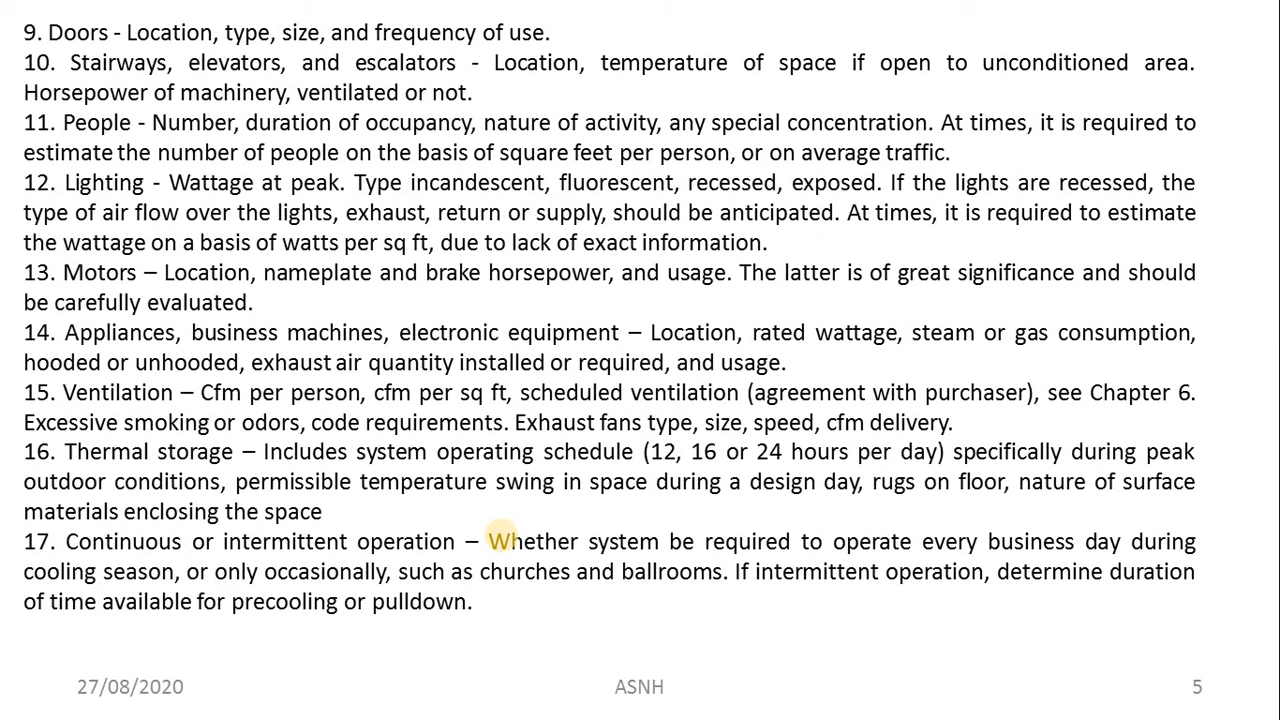 9. Doors - Location, type, size, and frequency of use.
10. Stairways, elevators, and escalators - Location, temperature of space if open to unconditioned area.
Horsepower of machinery, ventilated or not.
11. People - Number, duration of occupancy, nature of activity, any special concentration. At times, it is required to
estimate the number of people on the basis of square feet per person, or on average traffic.
12. Lighting - Wattage at peak. Type incandescent, fluorescent, recessed, exposed. If the lights are recessed, the
type of air flow over the lights, exhaust, return or supply, should be anticipated. At times, it is required to estimate
the wattage on a basis of watts per sq ft, due to lack of exact information.
13. Motors – Location, nameplate and brake horsepower, and usage. The latter is of great significance and should
be carefully evaluated.
14. Appliances, business machines, electronic equipment – Location, rated wattage, steam or gas consumption,
hooded or unhooded, exhaust air quantity installed or required, and usage.
15. Ventilation – Cfm per person, cfm per sq ft, scheduled ventilation (agreement with purchaser), see Chapter 6.
Excessive smoking or odors, code requirements. Exhaust fans type, size, speed, cfm delivery.
16. Thermal storage – Includes system operating schedule (12, 16 or 24 hours per day) specifically during peak
outdoor conditions, permissible temperature swing in space during a design day, rugs on floor, nature of surface
materials enclosing the space
17. Continuous or intermittent operation – Whether system be required to operate every business day during
cooling season, or only occasionally, such as churches and ballrooms. If intermittent operation, determine duration
of time available for precooling or pulldown.
27/08/2020 ASNH 5